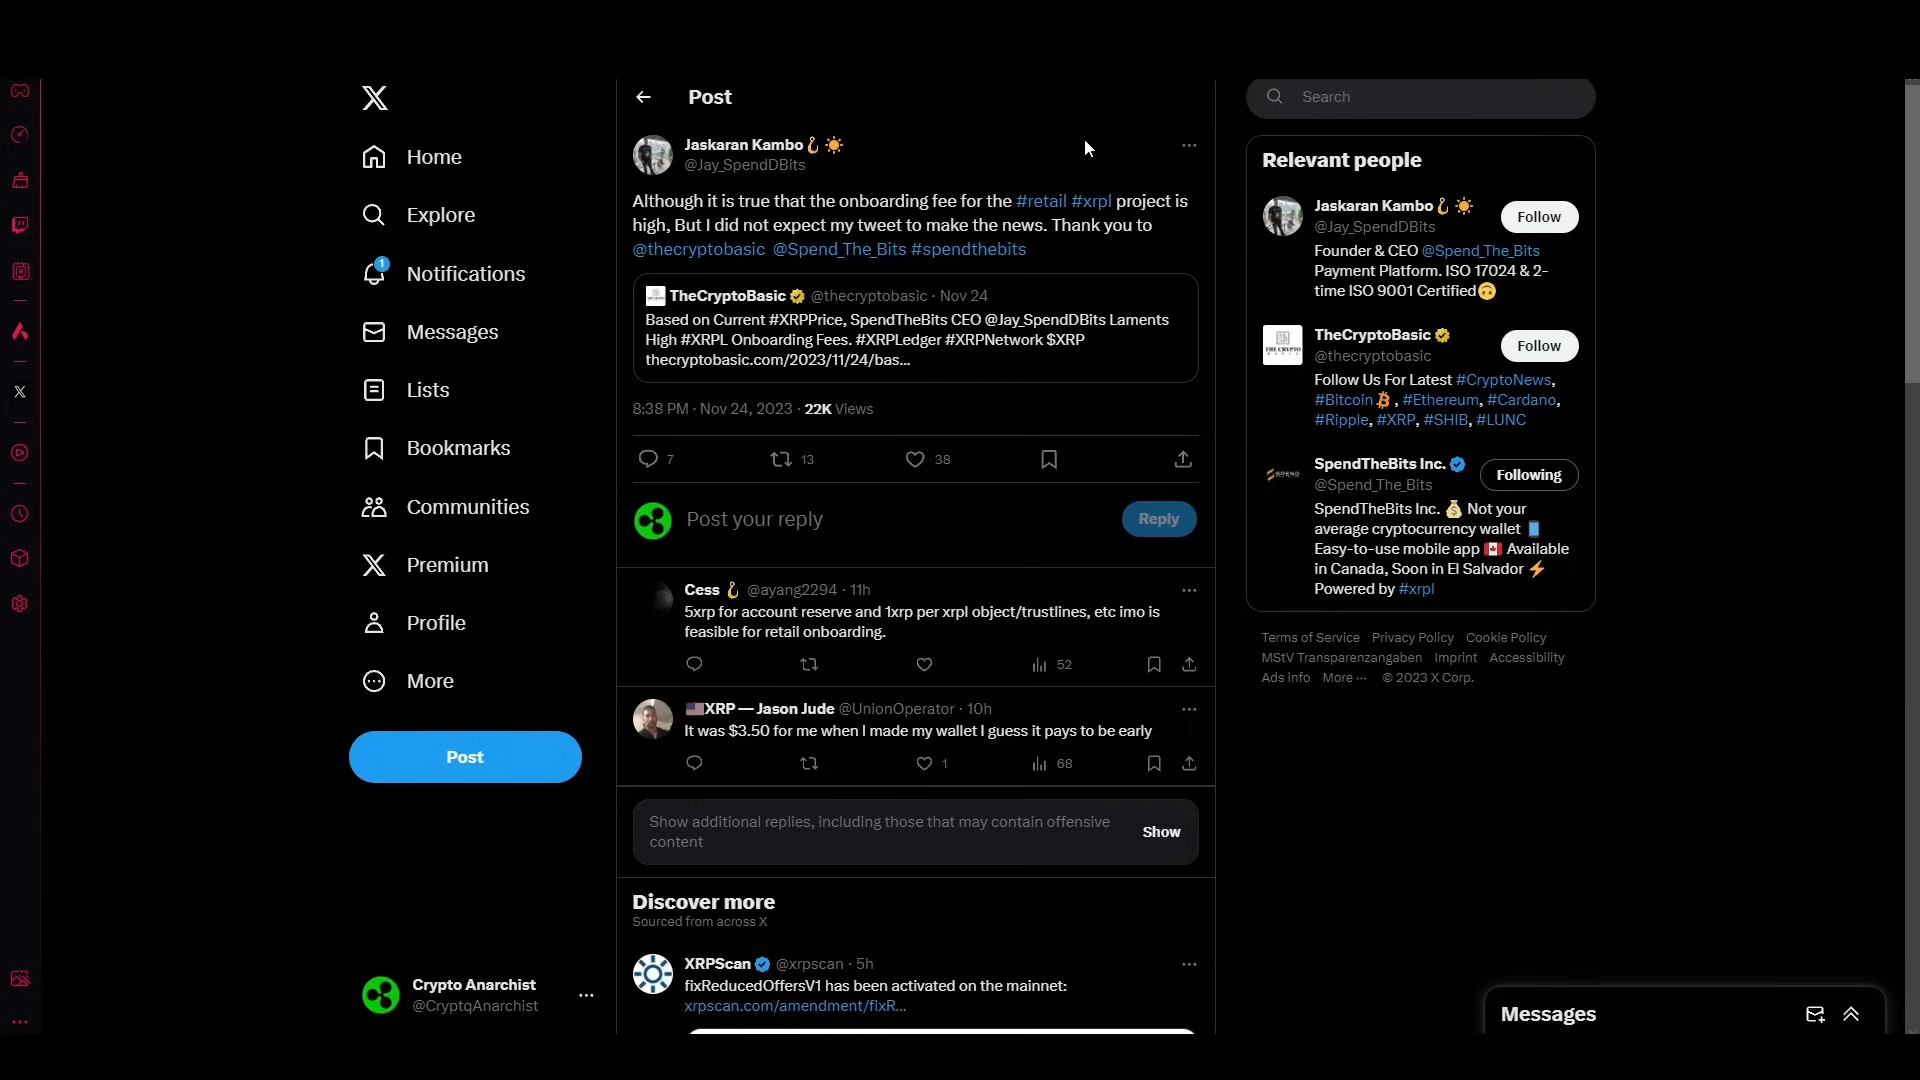 Home
Explore
1
Notifications
Messages
Lists
Bookmarks
Communities
Premium
Profile
More
Post
Crypto Anarchist
@CryptqAnarchist
Post
Jaskaran Kambo
@Jay_SpendDBits
Although it is true that the onboarding fee for the #retail #xrpl project is
high, But I did not expect my tweet to make the news. Thank you to
@thecryptobasic @Spend_The_Bits #spendthebits
TheCryptoBasic @thecryptobasic · Nov 24
Based on Current #XRPPrice, SpendTheBits CEO @Jay_SpendDBits Laments
High #XRPL Onboarding Fees. #XRPLedger #XRPNetwork $XRP
thecryptobasic.com/2023/11/24/bas...
8:38 PM · Nov 24, 2023 · 22K Views
7 13 38
Post your reply
Reply
Cess @ayang2294 · 11h
5xrp for account reserve and 1xrp per xrpl object/trustlines, etc imo is
feasible for retail onboarding.
52
XRP — Jason Jude @UnionOperator · 10h
It was $3.50 for me when I made my wallet I guess it pays to be early
1 68
Show additional replies, including those that may contain offensive
content
Show
Discover more
Sourced from across X
XRPScan @xrpscan · 5h
fixReducedOffersV1 has been activated on the mainnet:
xrpscan.com/amendment/fixR...
Search
Relevant people
Jaskaran Kambo
@Jay_SpendDBits
Follow
Founder & CEO @Spend_The_Bits
Payment Platform. ISO 17024 & 2-
time ISO 9001 Certified
TheCryptoBasic
@thecryptobasic
Follow
THE CRYPTO
BASIC
Follow Us For Latest #CryptoNews,
#Bitcoin , #Ethereum, #Cardano,
#Ripple, #XRP, #SHIB, #LUNC
SpendTheBits Inc.
@Spend_The_Bits
Following
SPEND
SpendTheBits Inc. Not your
average cryptocurrency wallet
Easy-to-use mobile app Available
in Canada, Soon in El Salvador
Powered by #xrpl
Terms of Service Privacy Policy Cookie Policy
MStV Transparenzangaben Imprint Accessibility
Ads info More ··· © 2023 X Corp.
Messages